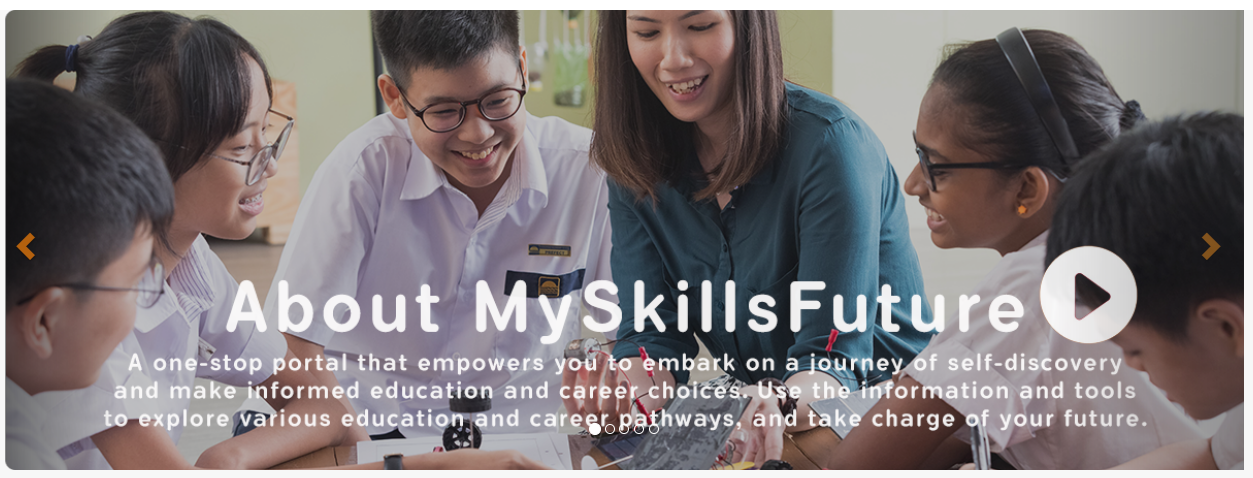 About MySkillsFuture
A one-stop portal that empowers you to embark on a journey of self-discovery
and make informed education and career choices. Use the information and tools
to explore various education and career pathways, and take charge of your future.